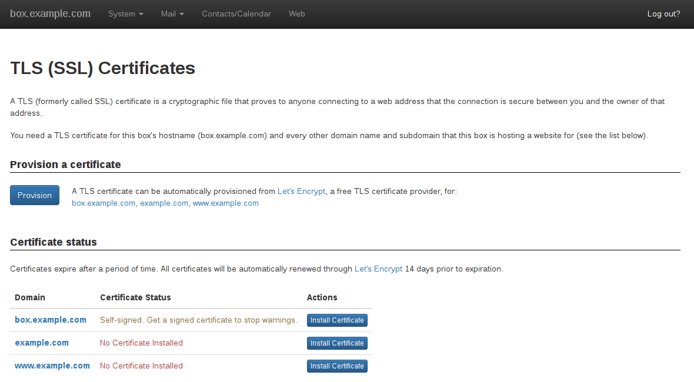 box.example.com System Mail Contacts/Calendar Web Log out?
TLS (SSL) Certificates
A TLS (formerly called SSL) certificate is a cryptographic file that proves to anyone connecting to a web address that the connection is secure between you and the owner of that
address.
You need a TLS certificate for this box's hostname (box.example.com) and every other domain name and subdomain that this box is hosting a website for (see the list below).
Provision a certificate
Provision
A TLS certificate can be automatically provisioned from Let's Encrypt, a free TLS certificate provider, for:
box.example.com, example.com, www.example.com
Certificate status
Certificates expire after a period of time. All certificates will be automatically renewed through Let's Encrypt 14 days prior to expiration.
Domain Certificate Status Actions
box.example.com Self-signed. Get a signed certificate to stop warnings. Install Certificate
example.com No Certificate Installed Install Certificate
www.example.com No Certificate Installed Install Certificate